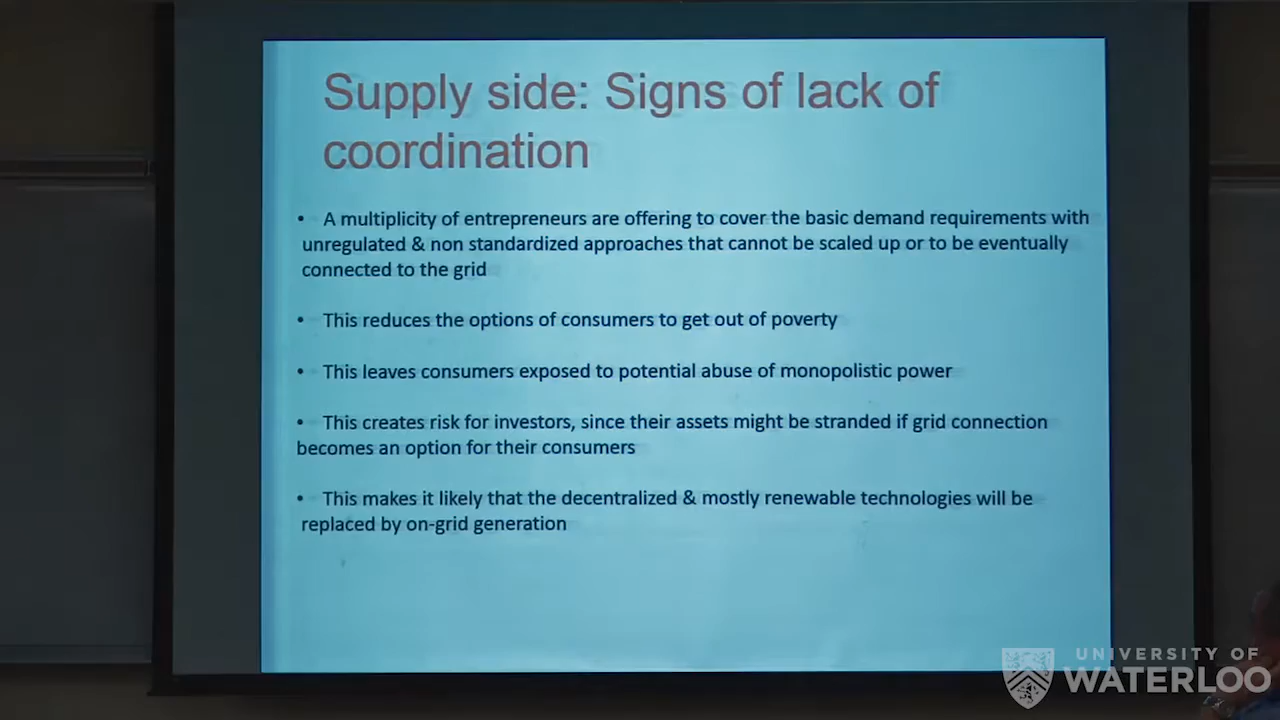 Supply side: Signs of lack of
coordination
• A multiplicity of entrepreneurs are offering to cover the basic demand requirements with
unregulated & non standardized approaches that cannot be scaled up or to be eventually
connected to the grid
• This reduces the options of consumers to get out of poverty
• This leaves consumers exposed to potential abuse of monopolistic power
• This creates risk for investors, since their assets might be stranded if grid connection
becomes an option for their consumers
• This makes it likely that the decentralized & mostly renewable technologies will be
replaced by on-grid generation
UNIVERSITY OF
WATERLOO